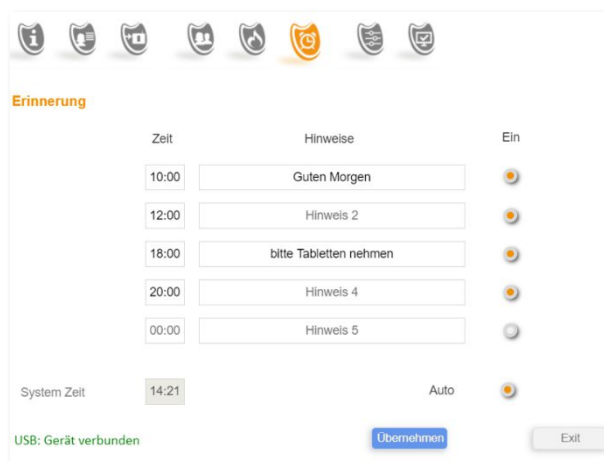 Erinnerung
Zeit Hinweise Ein
10:00 Guten Morgen
12:00 Hinweis 2
18:00 bitte Tabletten nehmen
20:00 Hinweis 4
00:00 Hinweis 5
System Zeit 14:21 Auto
USB: Gerät verbunden Übernehmen Exit